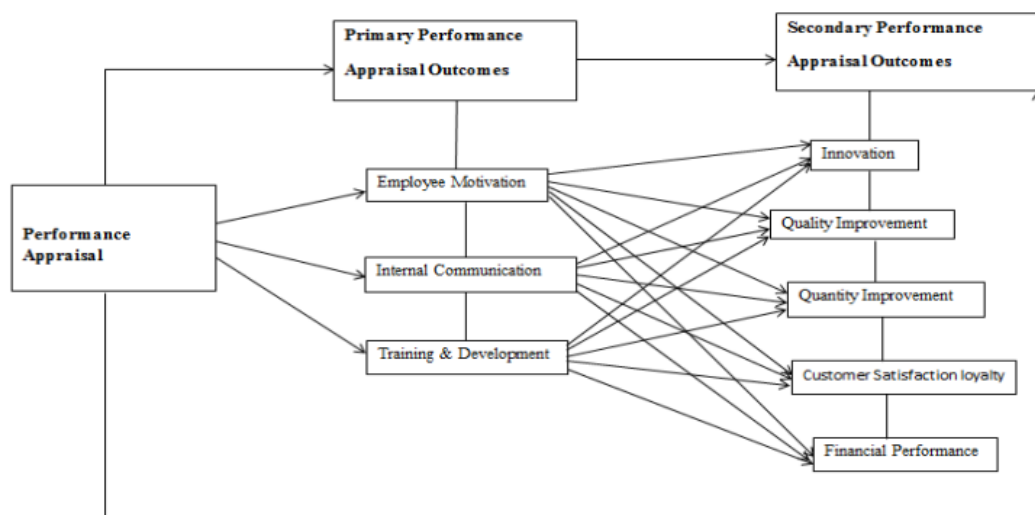 Primary Performance
Appraisal Outcomes
Secondary Performance
Appraisal Outcomes
Performance
Appraisal
Employee Motivation
Internal Communication
Training & Development
Innovation
Quality Improvement
Quantity Improvement
Customer Satisfaction loyalty
Financial Performance